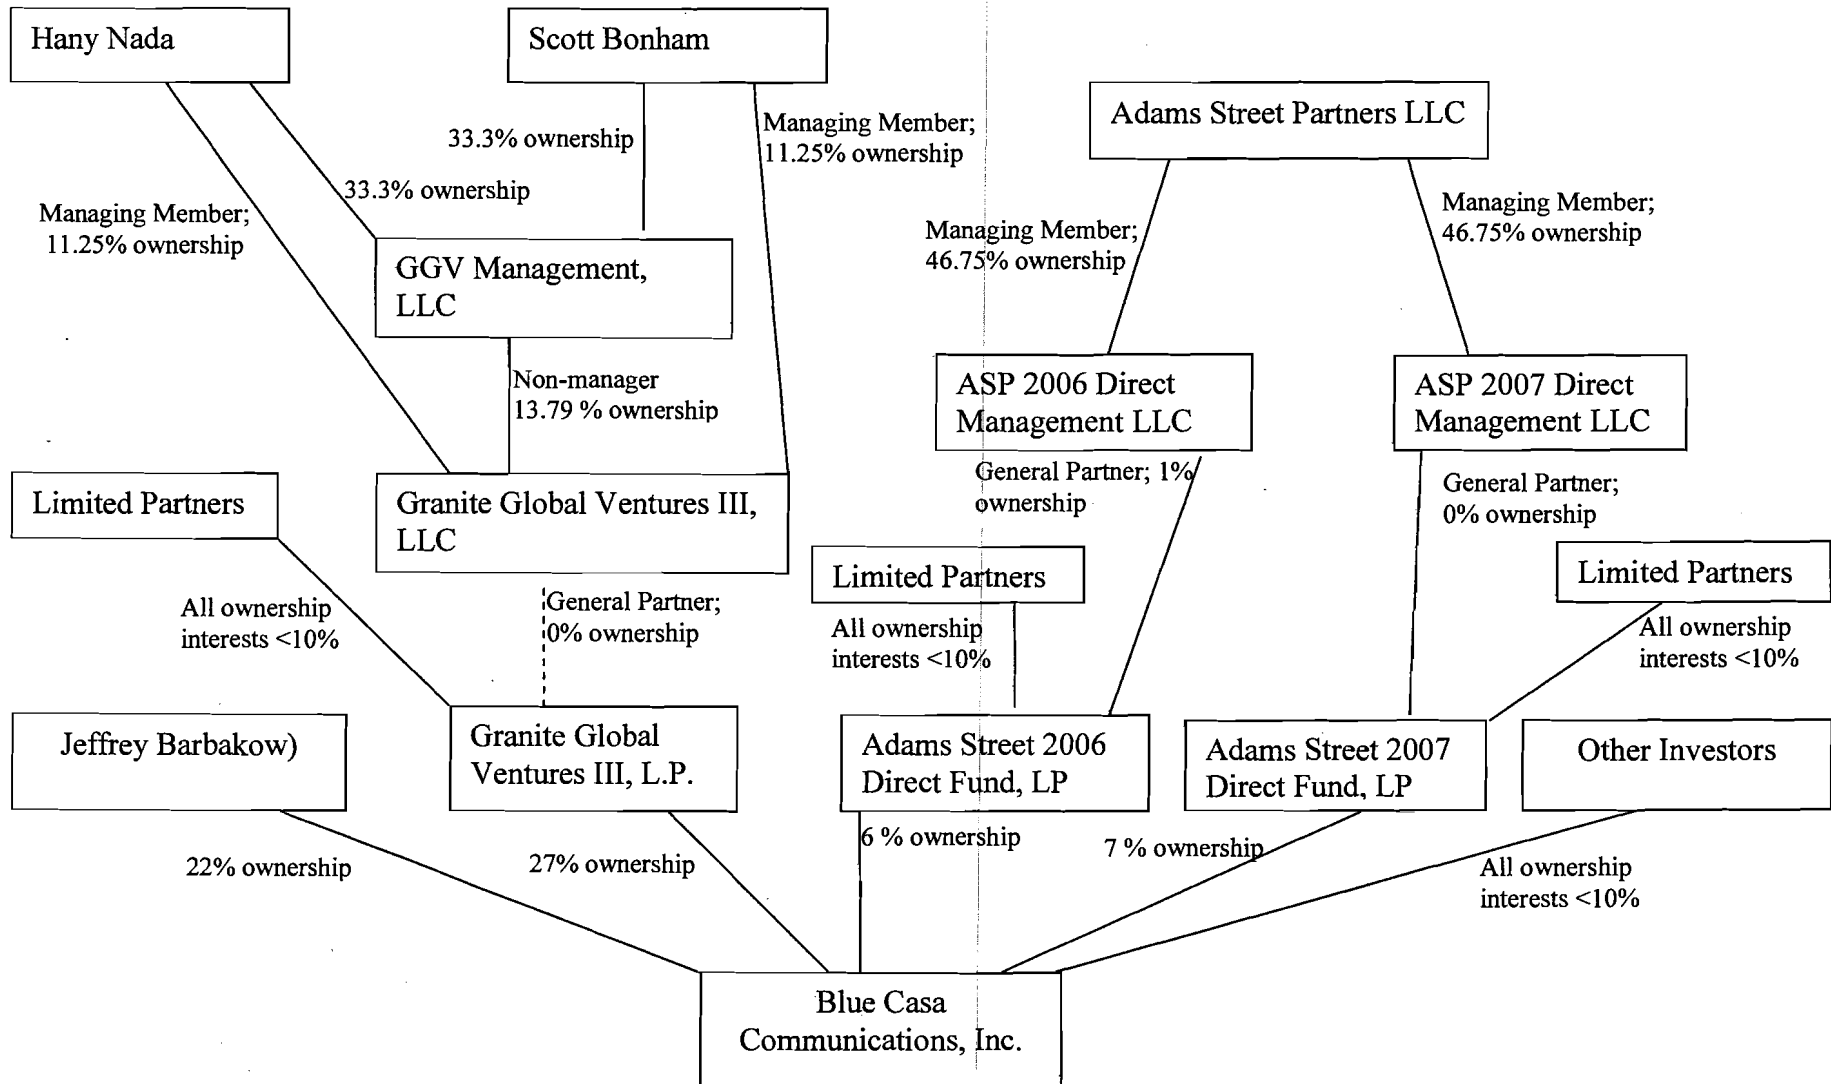 Hany Nada
Scott Bonham
Adams Street Partners LLC
33.3% ownership
Managing Member;
11.25% ownership
33.3% ownership
Managing Member;
11.25% ownership
Managing Member;
46.75% ownership
Managing Member;
46.75% ownership
GGV Management,
LLC
Non-manager
13.79 % ownership
ASP 2006 Direct
Management LLC
ASP 2007 Direct
Management LLC
Limited Partners
Granite Global Ventures III,
LLC
General Partner; 1%
ownership
General Partner;
0% ownership
Limited Partners
Limited Partners
All ownership
interests <10%
General Partner;
0% ownership
All ownership
interests <10%
All ownership
interests <10%
Jeffrey Barbakow)
Granite Global
Ventures III, L.P.
Adams Street 2006
Direct Fund, LP
Adams Street 2007
Direct Fund, LP
Other Investors
22% ownership
27% ownership
6 % ownership
7 % ownership
All ownership
interests <10%
Blue Casa
Communications, Inc.